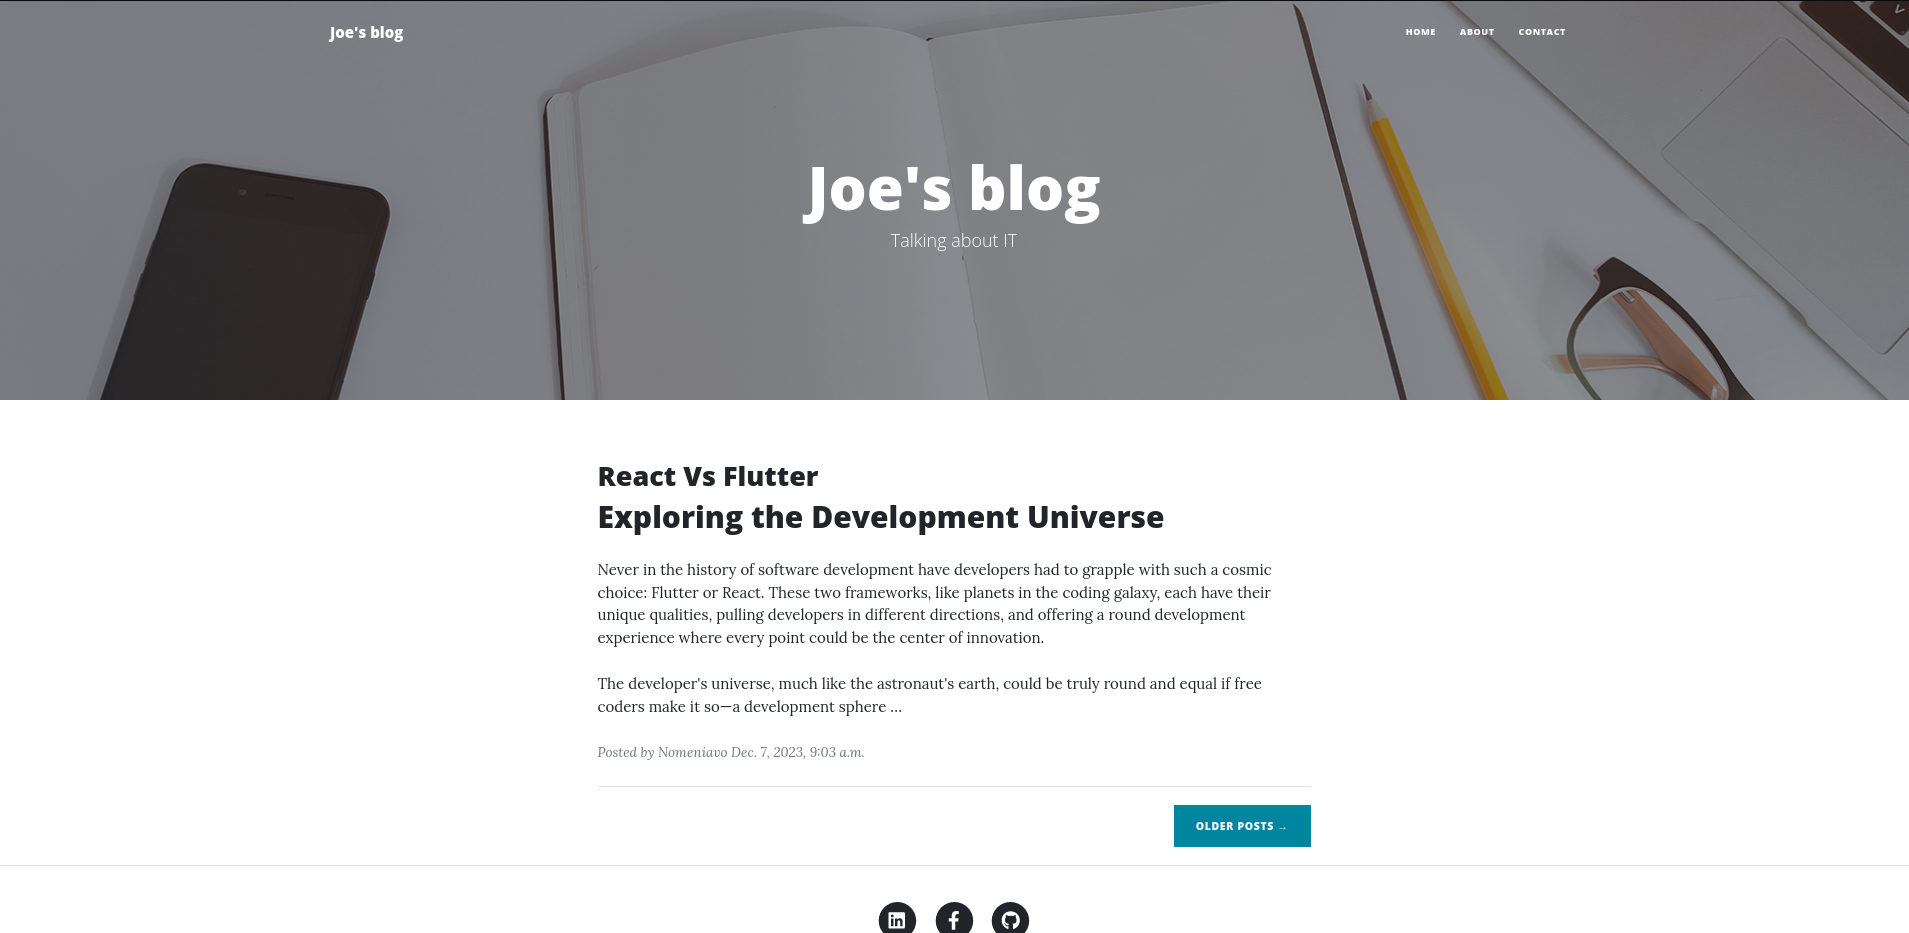 Joe's blog
HOME ABOUT CONTACT
Joe's blog
Talking about IT
React Vs Flutter
Exploring the Development Universe
Never in the history of software development have developers had to grapple with such a cosmic
choice: Flutter or React. These two frameworks, like planets in the coding galaxy, each have their
unique qualities, pulling developers in different directions, and offering a round development
experience where every point could be the center of innovation.
The developer's universe, much like the astronaut's earth, could be truly round and equal if free
coders make it so—a development sphere …
Posted by Nomeniavo Dec. 7, 2023, 9:03 a.m.
OLDER POSTS →